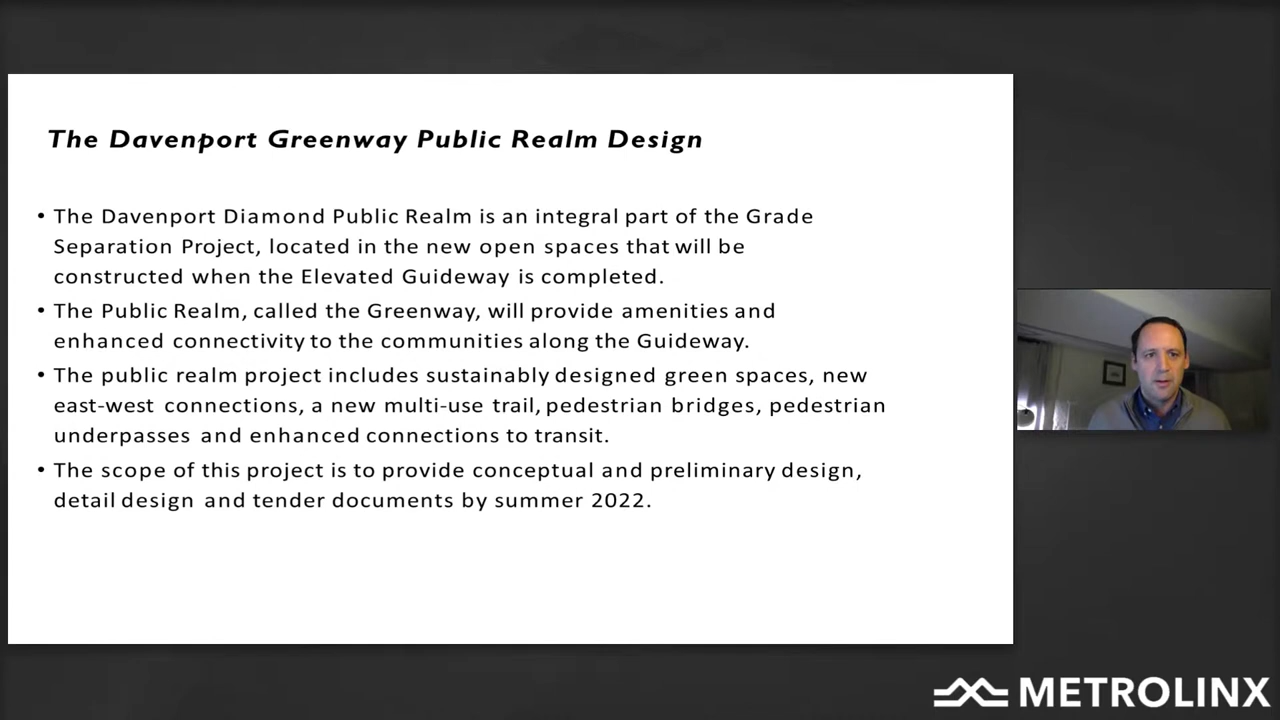 The Davenport Greenway Public Realm Design
• The Davenport Diamond Public Realm is an integral part of the Grade
Separation Project, located in the new open spaces that will be
constructed when the Elevated Guideway is completed.
• The Public Realm, called the Greenway, will provide amenities and
enhanced connectivity to the communities along the Guideway.
• The public realm project includes sustainably designed green spaces, new
east-west connections, a new multi-use trail, pedestrian bridges, pedestrian
underpasses and enhanced connections to transit.
• The scope of this project is to provide conceptual and preliminary design,
detail design and tender documents by summer 2022.
METROLINX